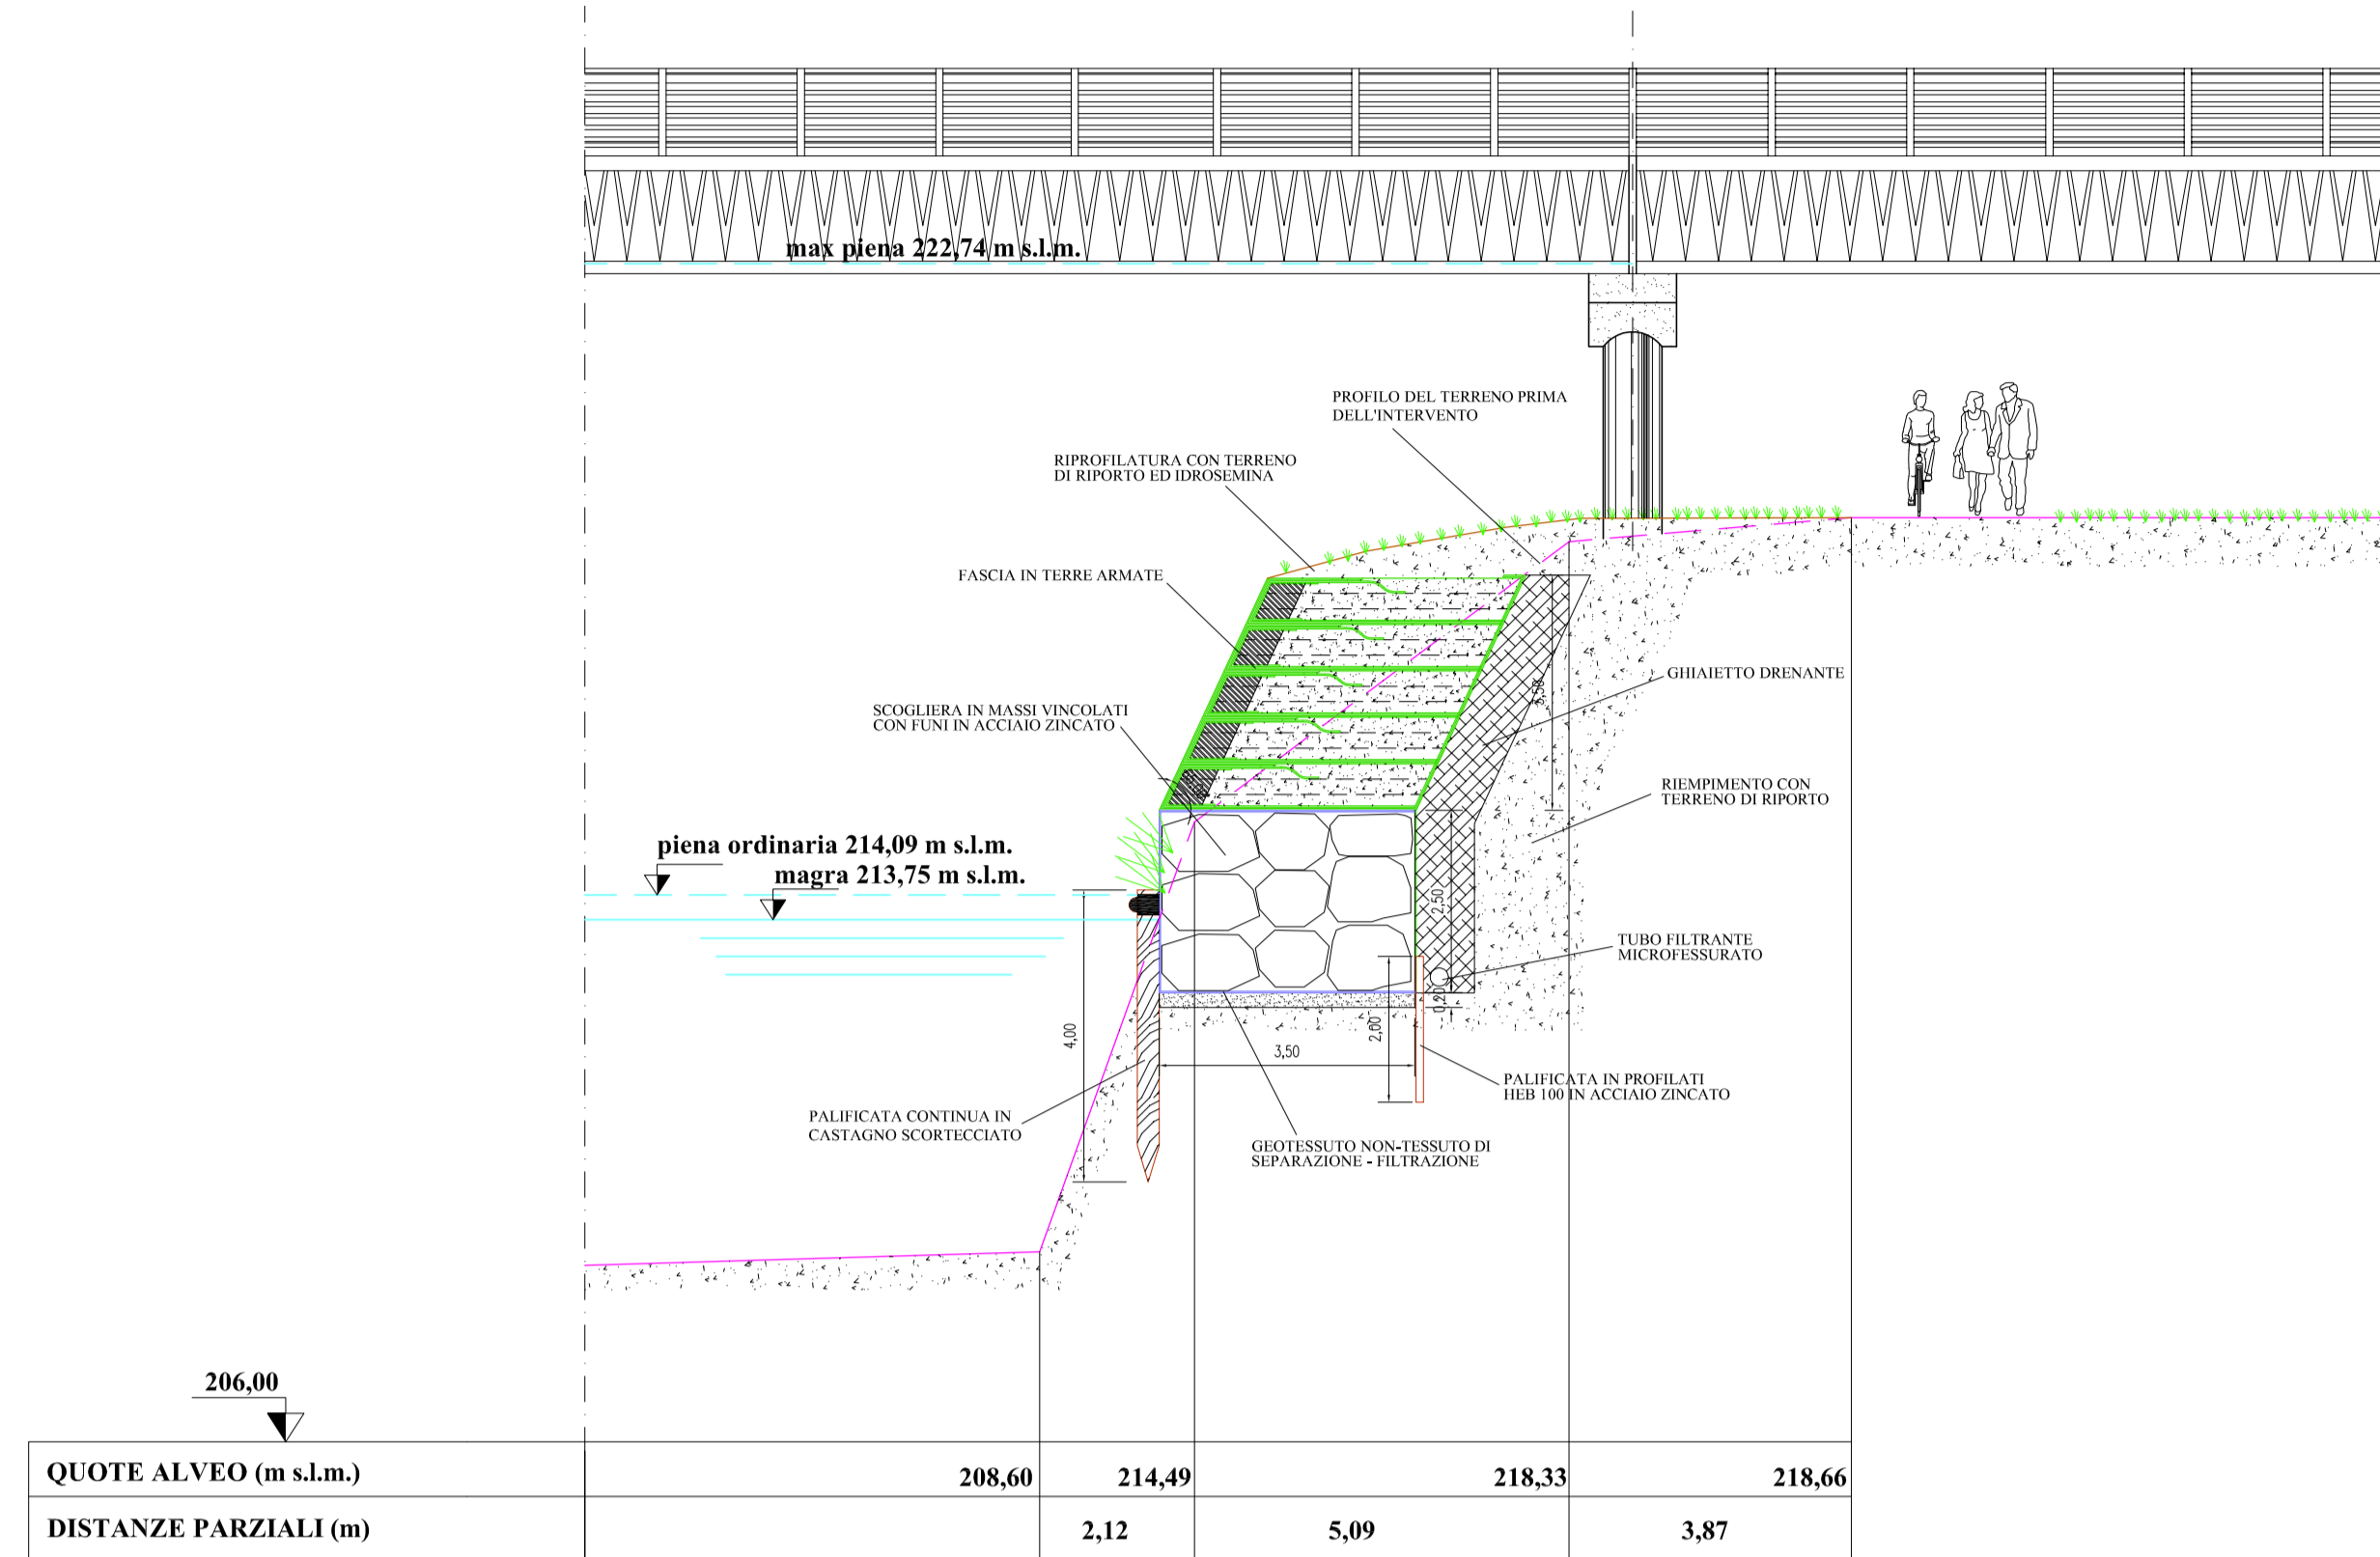 max piena 222,74 m s.l.m.
PROFILO DEL TERRENO PRIMA
DELL'INTERVENTO
RIPROFILATURA CON TERRENO
DI RIPORTO ED IDROSEMINA
FASCIA IN TERRE ARMATE
GHIAIETTO DRENANTE
3,50
SCOGLIERA IN MASSI VINCOLATI
CON FUNI IN ACCIAIO ZINCATO
RIEMPIMENTO CON
TERRENO DI RIPORTO
piena ordinaria 214,09 m s.l.m.
magra 213,75 m s.l.m.
2,50
TUBO FILTRANTE
MICROFESSURATO
0,20
4,00
2,00
3,50
PALIFICATA IN PROFILATI
HEB 100 IN ACCIAIO ZINCATO
PALIFICATA CONTINUA IN
CASTAGNO SCORTECCIATO
GEOTESSUTO NON-TESSUTO DI
SEPARAZIONE - FILTRAZIONE
206,00
QUOTE ALVEO (m s.l.m.) 208,60 214,49 218,33 218,66
DISTANZE PARZIALI (m) 2,12 5,09 3,87